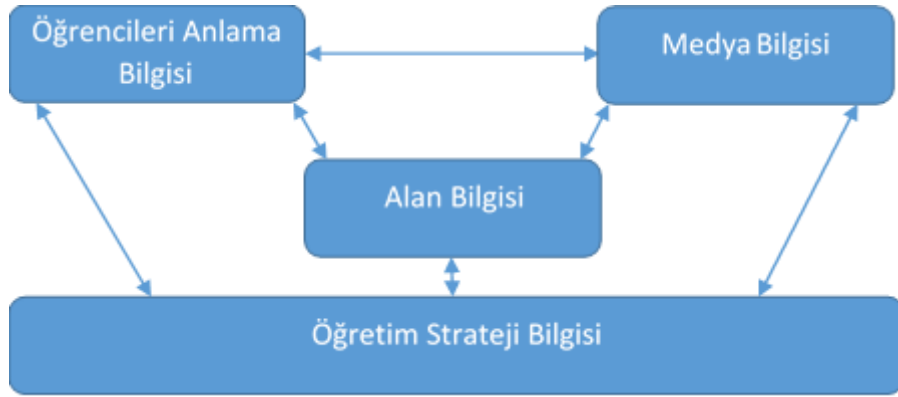 Öğrencileri Anlama
Bilgisi
Medya Bilgisi
Alan Bilgisi
Öğretim Strateji Bilgisi